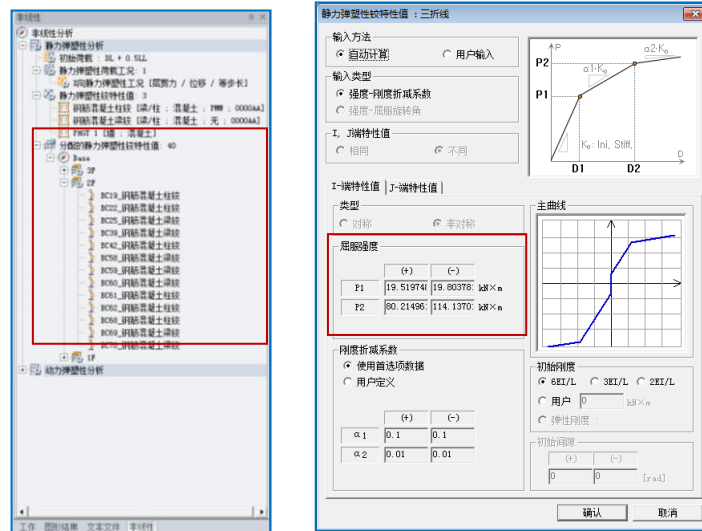 非线性
非线性分析
静力弹塑性分析
初始荷载 : DL + 0.5LL
静力弹塑性荷载工况: 1
X向静力弹塑性工况 [层剪力 / 位移 / 等步长]
静力弹塑性铰特性值: 3
钢筋混凝土柱铰 [梁/柱 : 混凝土 : PMM : 0000AA]
钢筋混凝土梁铰 [梁/柱 : 混凝土 : 无 : 0000AA]
PHGT 1 [墙 : 混凝土]
分配的静力弹塑性铰特性值: 40
Base
3F
2F
BC19_钢筋混凝土柱铰
BC22_钢筋混凝土柱铰
BC25_钢筋混凝土梁铰
BC39_钢筋混凝土梁铰
BC42_钢筋混凝土梁铰
BC58_钢筋混凝土梁铰
BC59_钢筋混凝土梁铰
BC60_钢筋混凝土梁铰
BC61_钢筋混凝土柱铰
BC62_钢筋混凝土柱铰
BC68_钢筋混凝土柱铰
BC69_钢筋混凝土梁铰
BC70_钢筋混凝土梁铰
1F
动力弹塑性分析
工作 图形结果 文本文件 非线性
静力弹塑性铰特性值 : 三折线
输入方法
自动计算 用户输入
输入类型
强度-刚度折减系数
强度-屈服旋转角
I, J端特性值
相同 不同
P
α2·K₀
P2
α1·K₀
P1
K₀: Ini. Stiff.
D
D1 D2
I-端特性值 J-端特性值
类型
对称 非对称
屈服强度
(+) (-)
P1 19.519748 19.80378: kN×m
P2 80.21496: 114.1370: kN×m
刚度折减系数
使用首选项数据
用户定义
(+) (-)
α1 0.1 0.1
α2 0.01 0.01
主曲线
初始刚度
6EI/L 3EI/L 2EI/L
用户 0 kN×m
弹性刚度 :
初始间隙
(+) (-)
0 0 [rad]
确认 取消